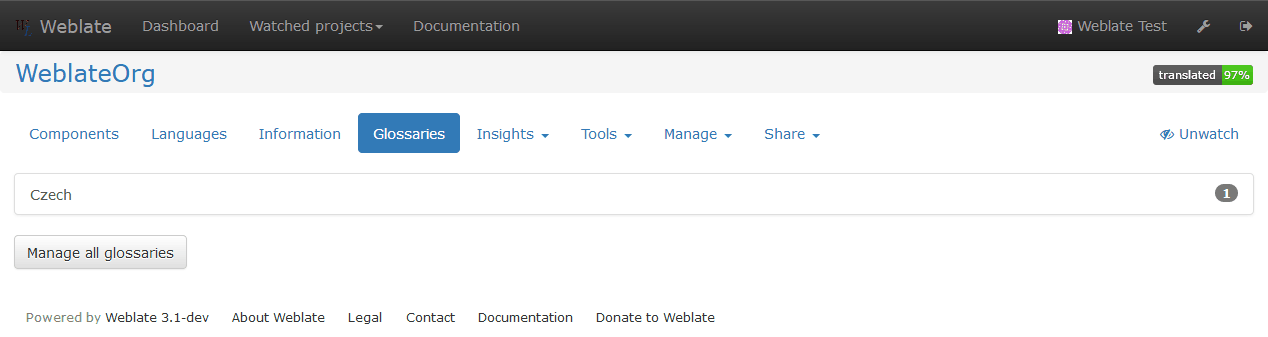 Weblate Dashboard Watched projects Documentation Weblate Test
WeblateOrg translated 97%
Components Languages Information Glossaries Insights Tools Manage Share Unwatch
Czech 1
Manage all glossaries
Powered by Weblate 3.1-dev About Weblate Legal Contact Documentation Donate to Weblate